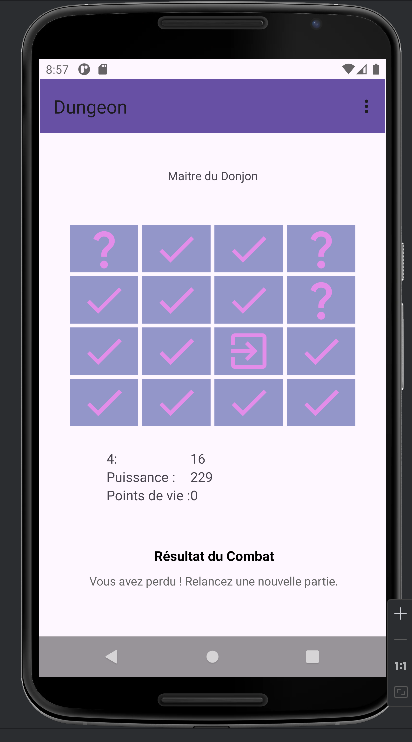 8:57
Dungeon
Maitre du Donjon
?
?
?
4: 16
Puissance : 229
Points de vie :0
Résultat du Combat
Vous avez perdu ! Relancez une nouvelle partie.
1:1